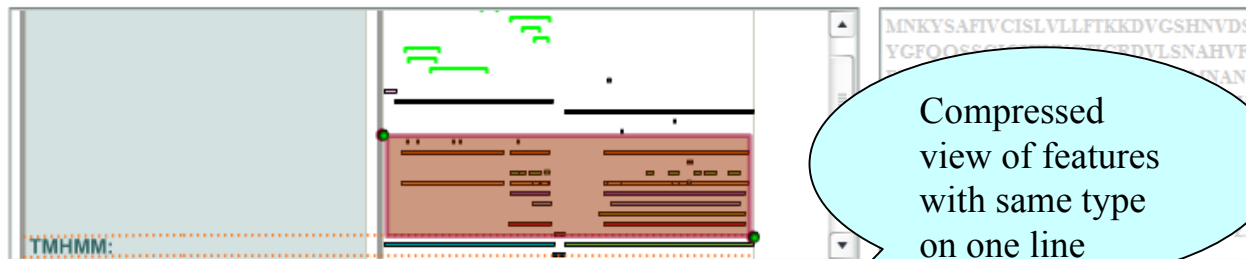 MNKYSAFIVCISLVLLFTKKDVGSHNVDS
Compressed
view of features
with same type
on one line
TMHMM: